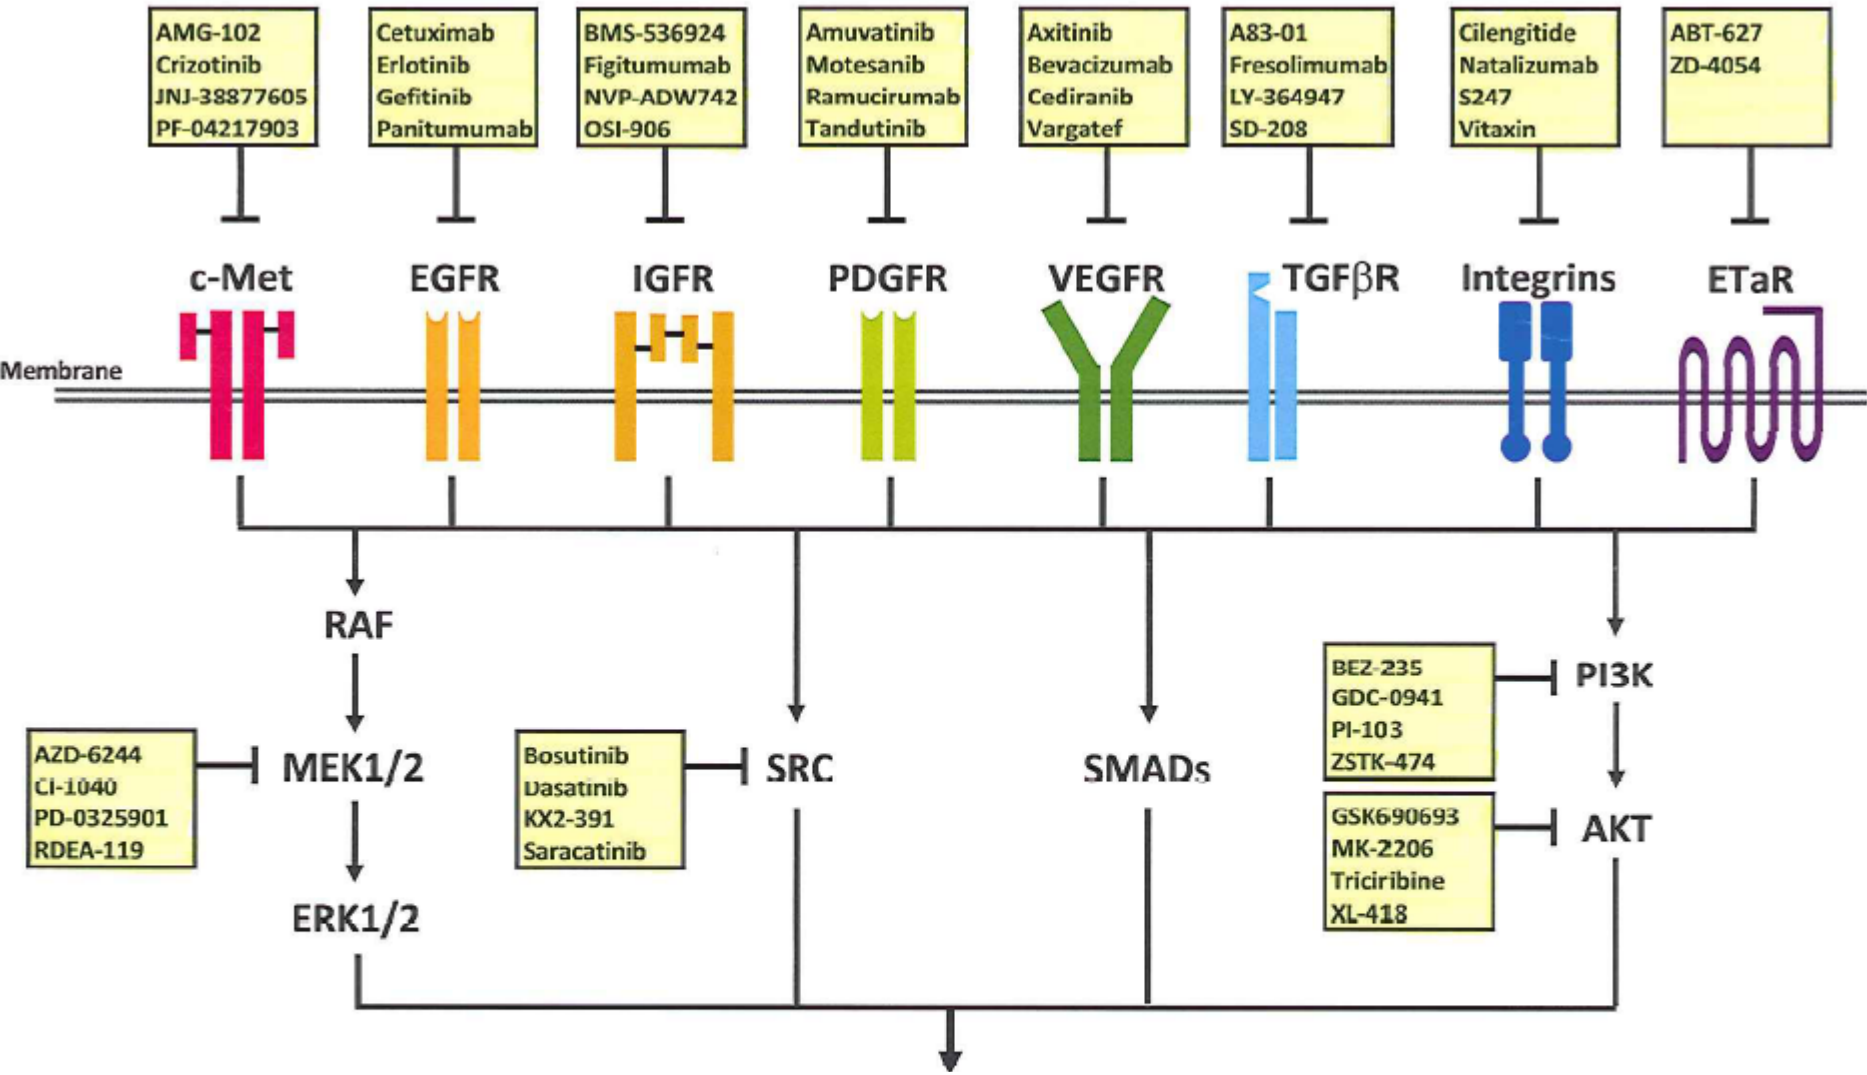 AMG-102
Crizotinib
JNJ-38877605
PF-04217903
Cetuximab
Erlotinib
Gefitinib
Panitumumab
BMS-536924
Figitumumab
NVP-ADW742
OSI-906
Amuvatinib
Motesanib
Ramucirumab
Tandutinib
Axitinib
Bevacizumab
Cediranib
Vargatef
A83-01
Fresolimumab
LY-364947
SD-208
Cilengitide
Natalizumab
S247
Vitaxin
ABT-627
ZD-4054
c-Met
EGFR
IGFR
PDGFR
VEGFR
TGFβR
Integrins
ETaR
Membrane
RAF
BEZ-235
GDC-0941
PI-103
ZSTK-474
PI3K
AZD-6244
CI-1040
PD-0325901
RDEA-119
MEK1/2
Bosutinib
Dasatinib
KX2-391
Saracatinib
SRC
SMADs
GSK690693
MK-2206
Triciribine
XL-418
AKT
ERK1/2